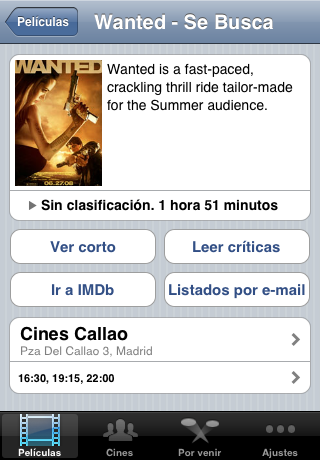 Películas
Wanted - Se Busca
WANTED
06.27.08
Wanted is a fast-paced,
crackling thrill ride tailor-made
for the Summer audience.
Sin clasificación. 1 hora 51 minutos
Ver corto
Leer críticas
Ir a IMDb
Listados por e-mail
Cines Callao
Pza Del Callao 3, Madrid
16:30, 19:15, 22:00
Películas
Cines
Por venir
Ajustes